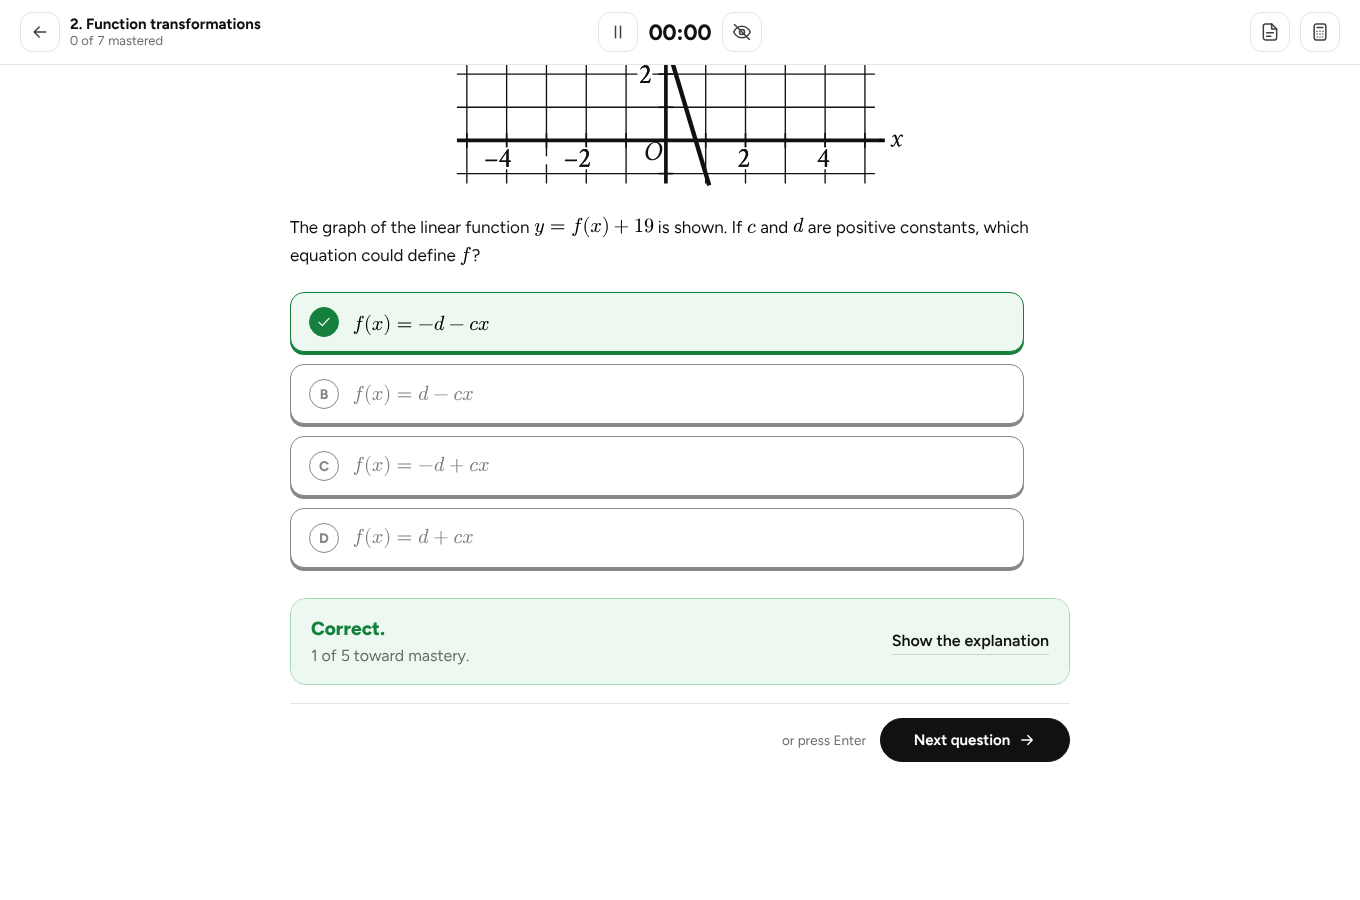 2. Function transformations
0 of 7 mastered
00:00
2
x
−4
−2
O
2
4
The graph of the linear function y = f(x) + 19 is shown. If c and d are positive constants, which
equation could define f?
f(x) = −d − cx
B
f(x) = d − cx
C
f(x) = −d + cx
D
f(x) = d + cx
Correct.
1 of 5 toward mastery.
Show the explanation
or press Enter
Next question →